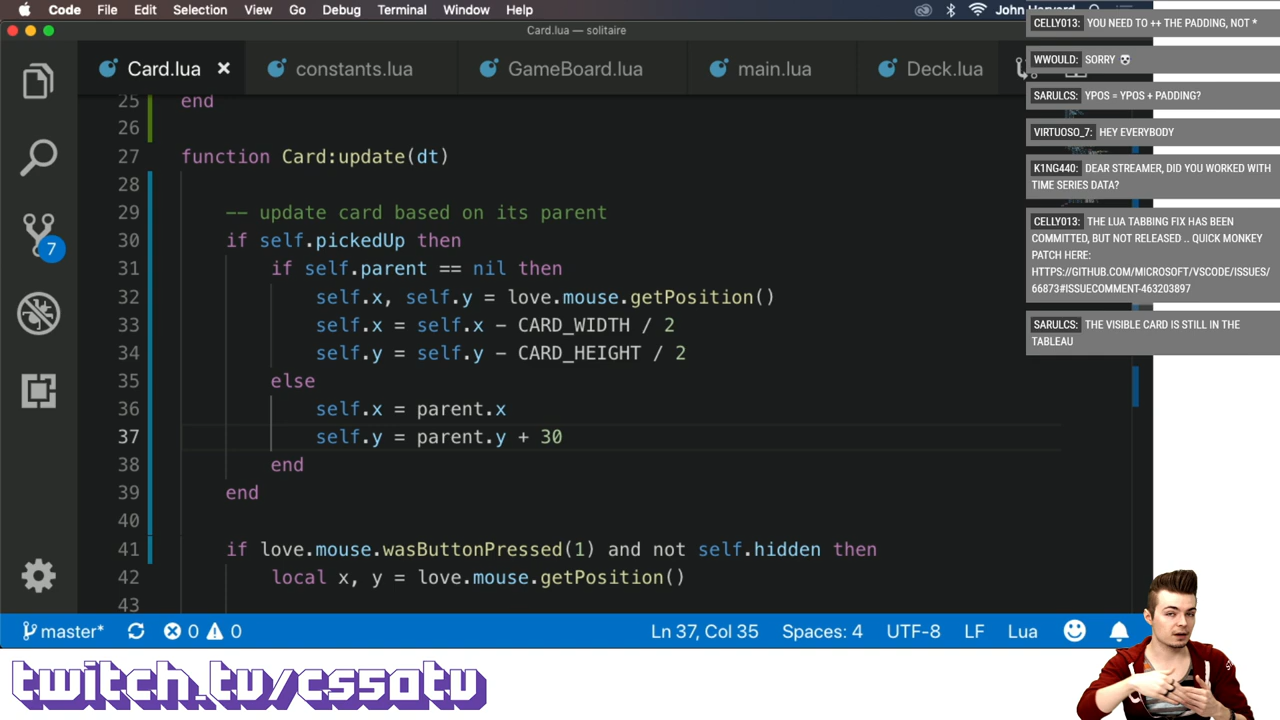 Code File Edit Selection View Go Debug Terminal Window Help
Card.lua — solitaire
Card.lua constants.lua GameBoard.lua main.lua Deck.lua
25 end
26
27 function Card:update(dt)
28
29 -- update card based on its parent
30 if self.pickedUp then
31 if self.parent == nil then
32 self.x, self.y = love.mouse.getPosition()
33 self.x = self.x - CARD_WIDTH / 2
34 self.y = self.y - CARD_HEIGHT / 2
35 else
36 self.x = parent.x
37 self.y = parent.y + 30
38 end
39 end
40
41 if love.mouse.wasButtonPressed(1) and not self.hidden then
42 local x, y = love.mouse.getPosition()
43
7
master* 0 0 Ln 37, Col 35 Spaces: 4 UTF-8 LF Lua
twitch.tv/cs50tv
CELLY013: YOU NEED TO ++ THE PADDING, NOT *
WWOULD: SORRY
SARULCS: YPOS = YPOS + PADDING?
VIRTUOSO_7: HEY EVERYBODY
K1NG440: DEAR STREAMER, DID YOU WORKED WITH
TIME SERIES DATA?
CELLY013: THE LUA TABBING FIX HAS BEEN
COMMITTED, BUT NOT RELEASED .. QUICK MONKEY
PATCH HERE:
HTTPS://GITHUB.COM/MICROSOFT/VSCODE/ISSUES/
66873#ISSUECOMMENT-463203897
SARULCS: THE VISIBLE CARD IS STILL IN THE
TABLEAU